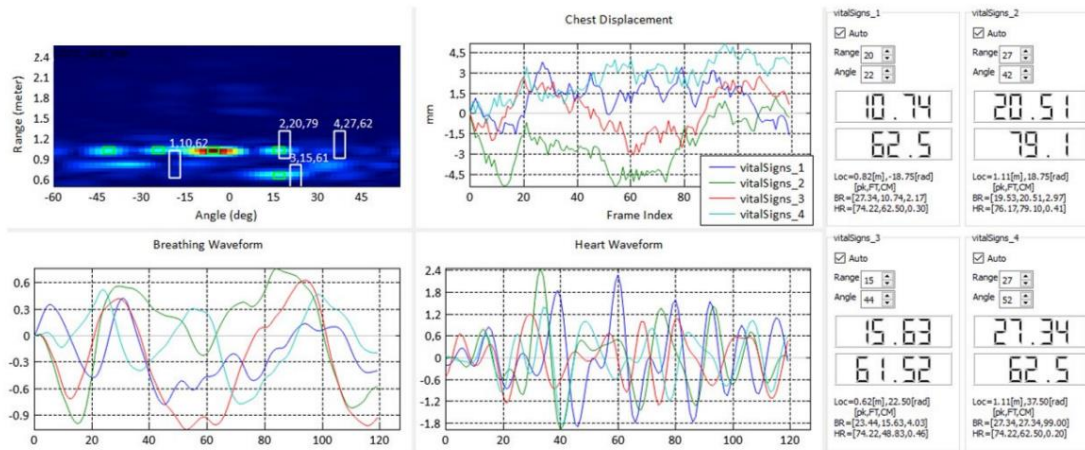 2.4
2.1
1.8
1.5
1.2
0.9
0.6
Range (meter)
1,10,62
2,20,79
4,27,62
3,15,61
-60 -45 -30 -15 0 15 30 45
Angle (deg)
Chest Displacement
4,5
3
1,5
0
-1,5
-3
-4,5
mm
0 20 40 60 80
Frame Index
vitalSigns_1
vitalSigns_2
vitalSigns_3
vitalSigns_4
vitalSigns_1
Auto
Range 20
Angle 22
10.74
62.5
Loc=0.82[m],-18.75[rad]
[pk,FT,CM]
BR=[27.34,10.74,2.17]
HR=[74.22,62.50,0.30]
vitalSigns_2
Auto
Range 27
Angle 42
20.51
79.1
Loc=1.11[m],18.75[rad]
[pk,FT,CM]
BR=[19.53,20.51,2.97]
HR=[76.17,79.10,0.41]
Breathing Waveform
0.6
0.3
0
-0.3
-0.6
-0.9
0 20 40 60 80 100 120
Heart Waveform
2.4
1.8
1.2
0.6
0
-0.6
-1.2
-1.8
0 20 40 60 80 100 120
vitalSigns_3
Auto
Range 15
Angle 44
15.63
61.52
Loc=0.62[m],22.50[rad]
[pk,FT,CM]
BR=[23.44,15.63,4.03]
HR=[74.22,48.83,0.46]
vitalSigns_4
Auto
Range 27
Angle 52
27.34
62.5
Loc=1.11[m],37.50[rad]
[pk,FT,CM]
BR=[27.34,27.34,99.00]
HR=[74.22,62.50,0.20]